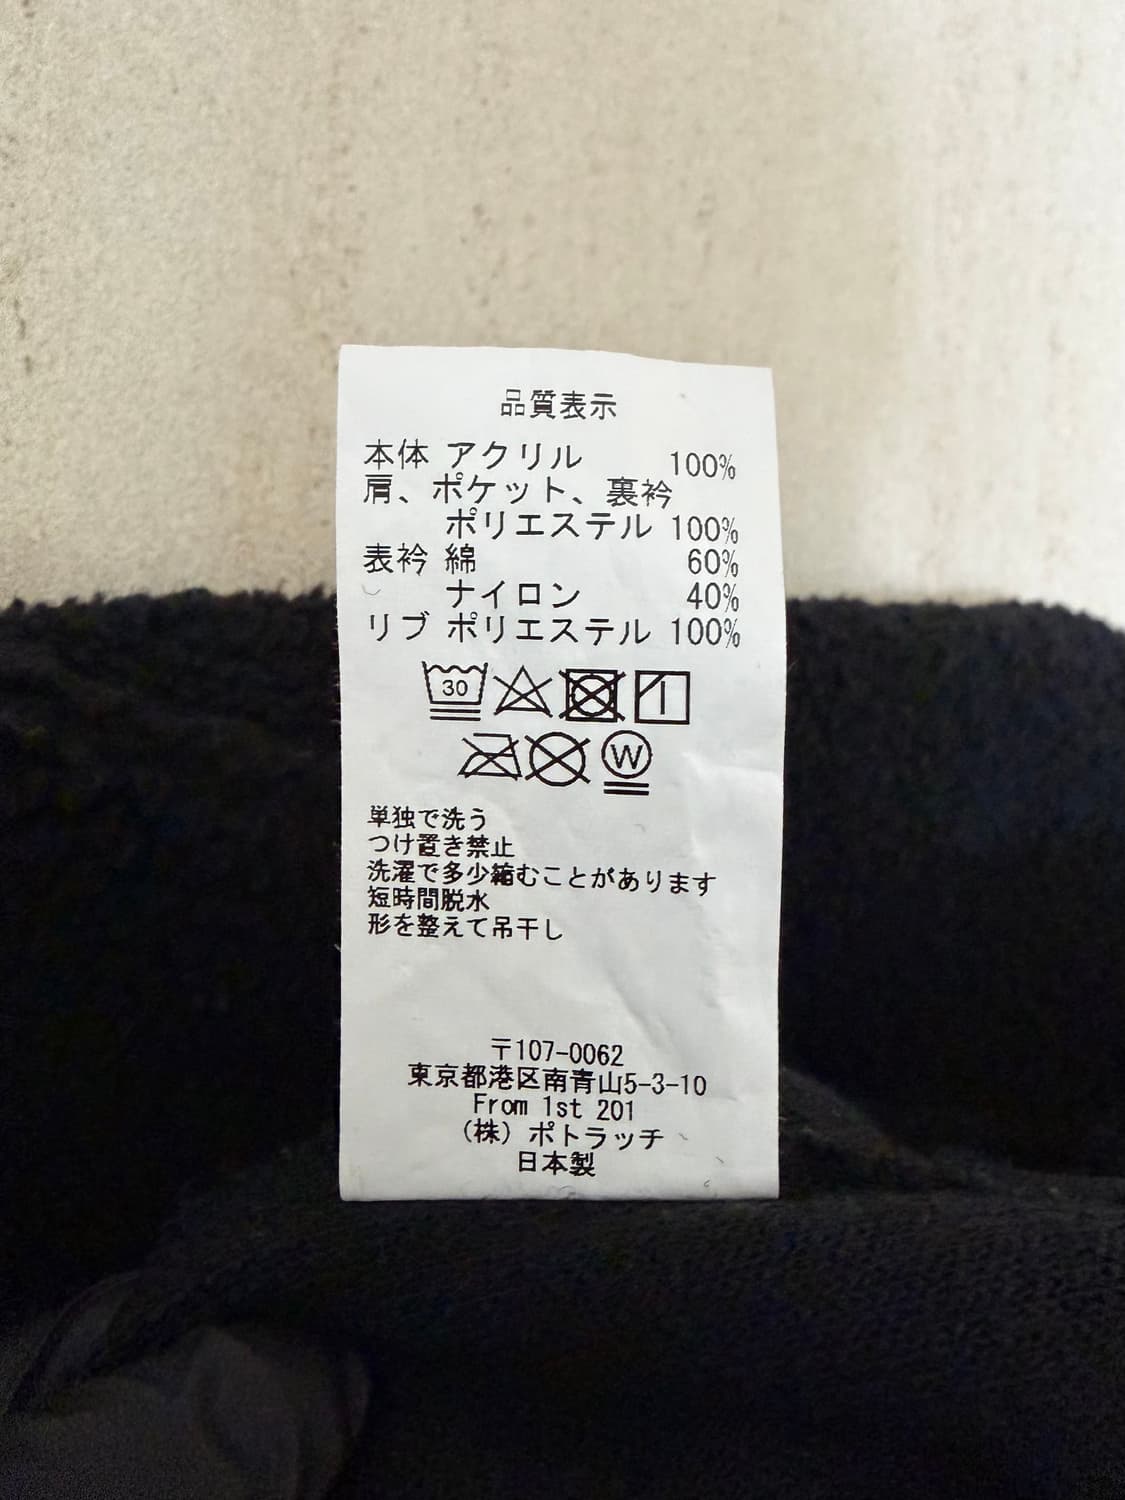 品質表示
本体 アクリル 100%
肩、ポケット、裏衿
ポリエステル 100%
表衿 綿 60%
ナイロン 40%
リブ ポリエステル 100%
30
W
単独で洗う
つけ置き禁止
洗濯で多少縮むことがあります
短時間脱水
形を整えて吊干し
〒107-0062
東京都港区南青山5-3-10
From 1st 201
(株) ポトラッチ
日本製